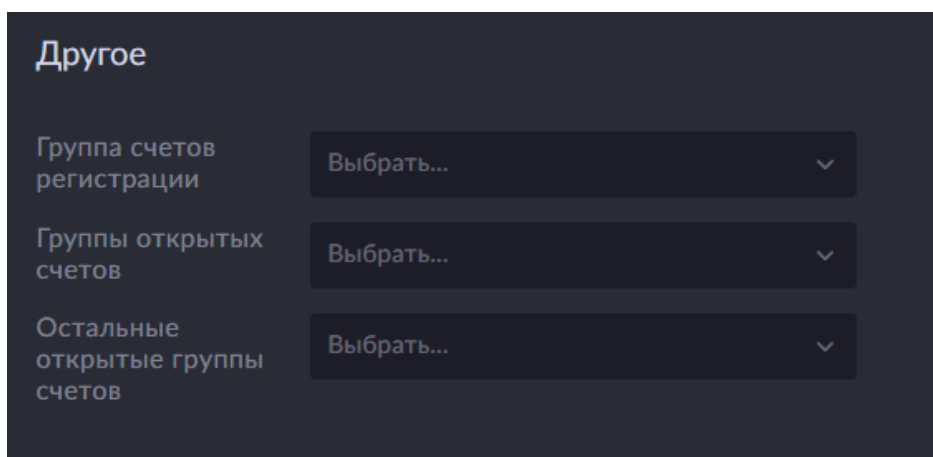 Другое
Группа счетов
регистрации
Выбрать...
Группы открытых
счетов
Выбрать...
Остальные
открытые группы
счетов
Выбрать...